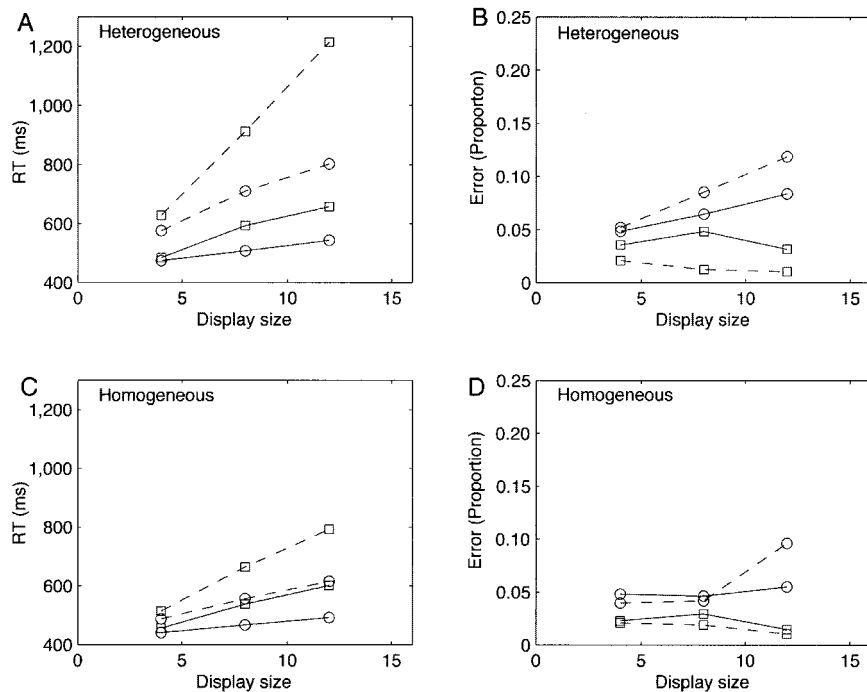 A
Heterogeneous
1,200
1,000
800
600
400
RT (ms)
0
5
10
15
Display size
B
Heterogeneous
0.25
0.20
0.15
0.10
0.05
0
Error (Proporton)
0
5
10
15
Display size
C
Homogeneous
1,200
1,000
800
600
400
RT (ms)
0
5
10
15
Display size
D
Homogeneous
0.25
0.20
0.15
0.10
0.05
0
Error (Proportion)
0
5
10
15
Display size